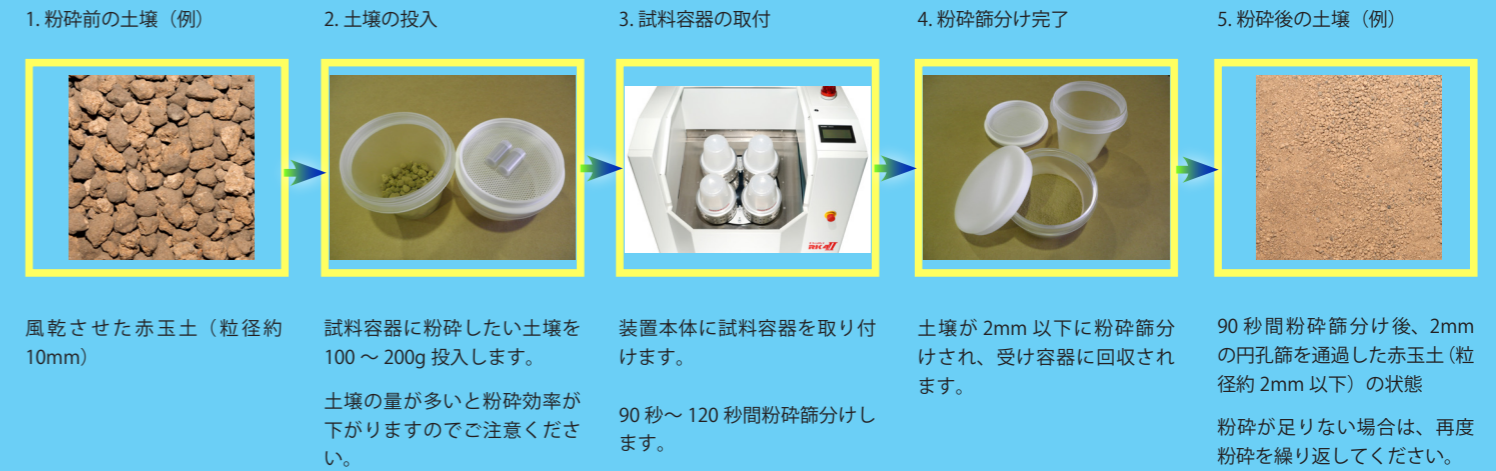 1. 粉砕前の土壌（例）
2. 土壌の投入
3. 試料容器の取付
4. 粉砕篩分け完了
5. 粉砕後の土壌（例）
風乾させた赤玉土（粒径約
10mm）
試料容器に粉砕したい土壌を
100 〜 200g 投入します。
土壌の量が多いと粉砕効率が
下がりますのでご注意くださ
い。
装置本体に試料容器を取り付
けます。
90 秒〜 120 秒間粉砕篩分けし
ます。
土壌が 2mm 以下に粉砕篩分
けされ、受け容器に回収され
ます。
90 秒間粉砕篩分け後、2mm
の円孔篩を通過した赤玉土（粒
径約 2mm 以下）の状態
粉砕が足りない場合は、再度
粉砕を繰り返してください。